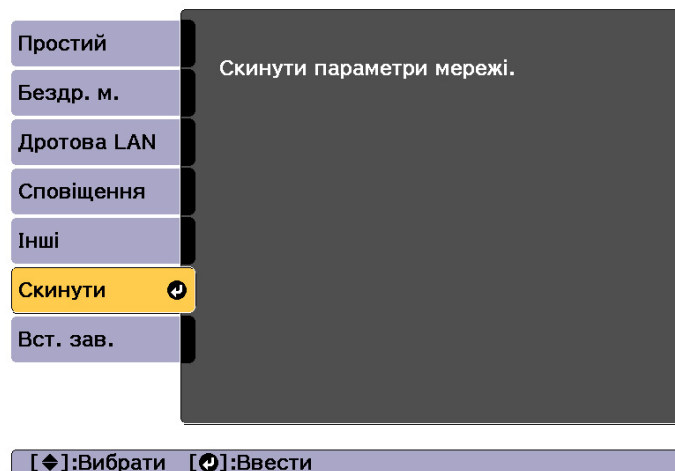 Простий
Бездр. м.
Дротова LAN
Сповіщення
Інші
Скинути
Вст. зав.
Скинути параметри мережі.
[]:Вибрати []:Ввести